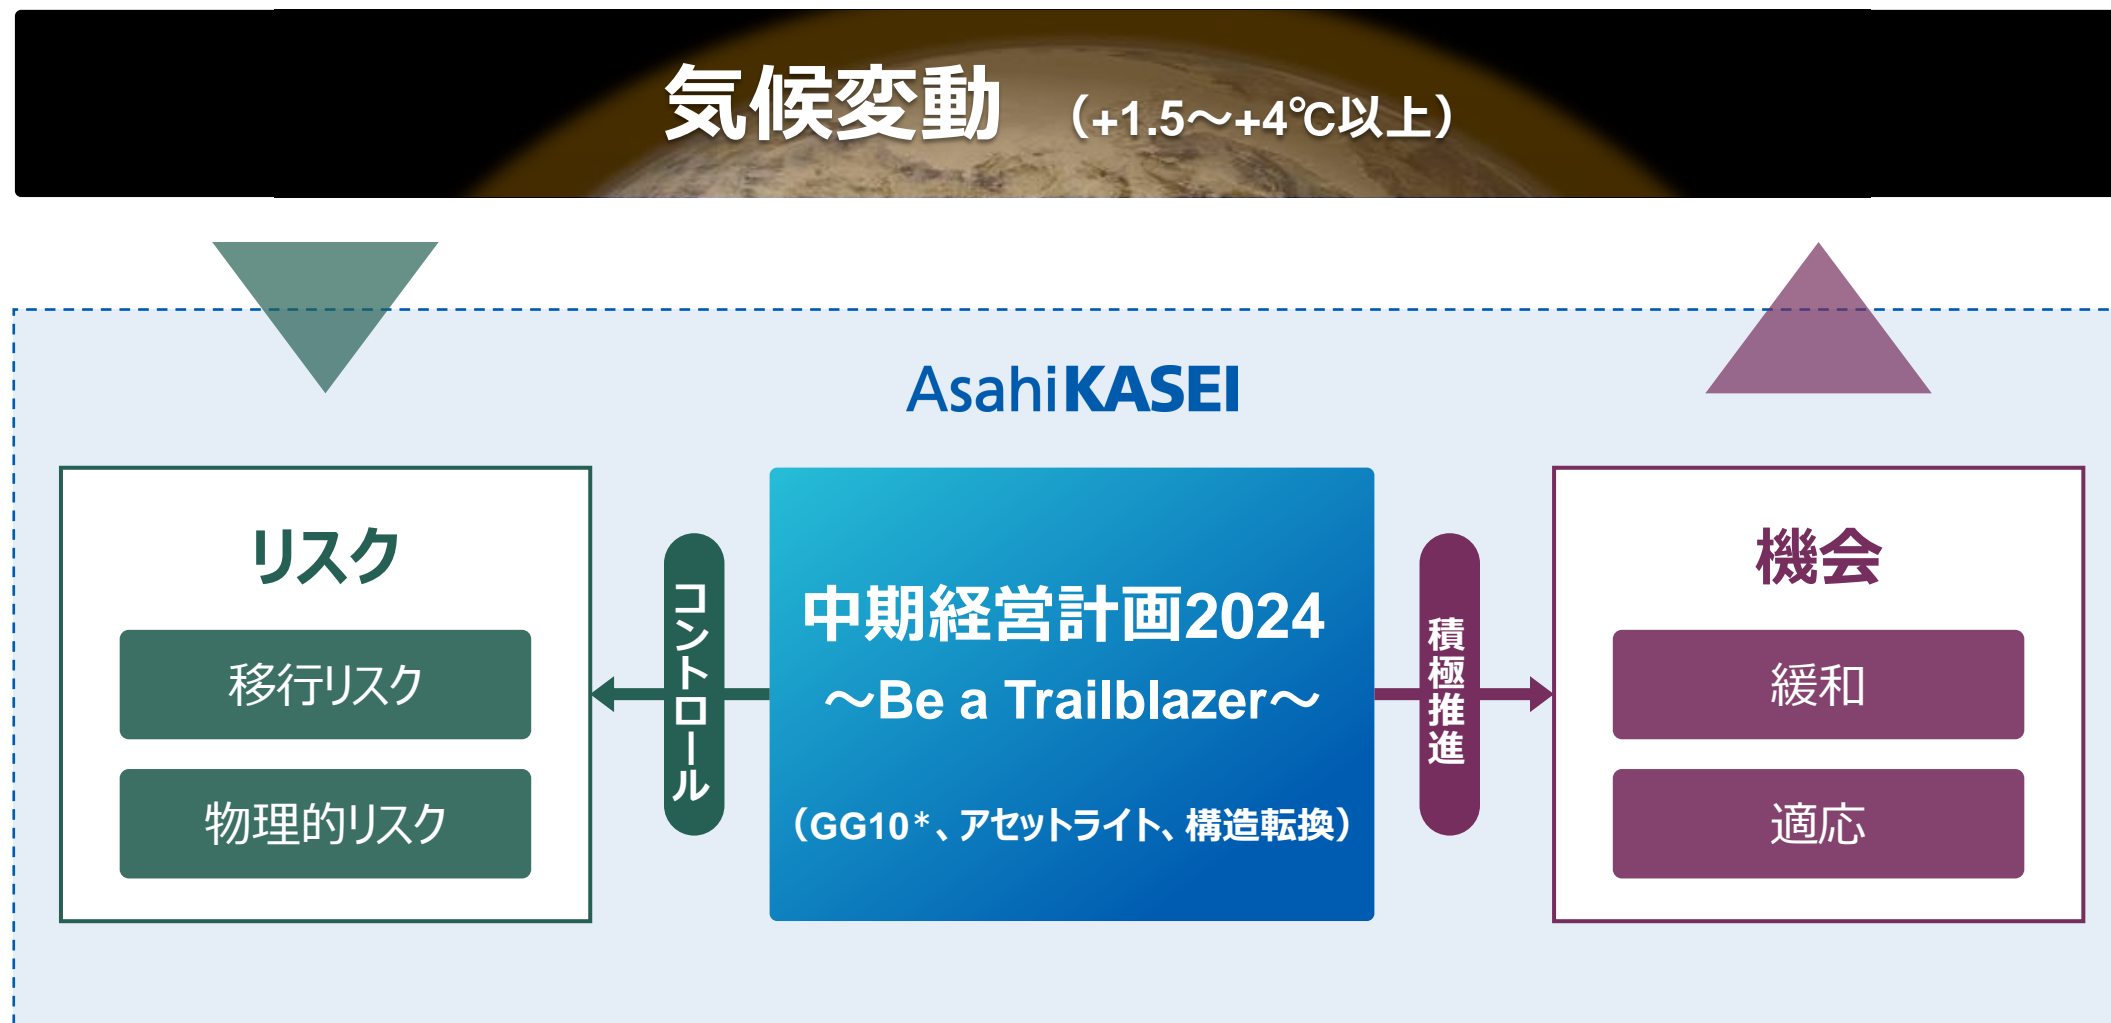 気候変動 （+1.5～+4℃以上）
AsahiKASEI
リスク
移行リスク
物理的リスク
コントロール
中期経営計画2024
～Be a Trailblazer～
（GG10*、アセットライト、構造転換）
積極推進
機会
緩和
適応